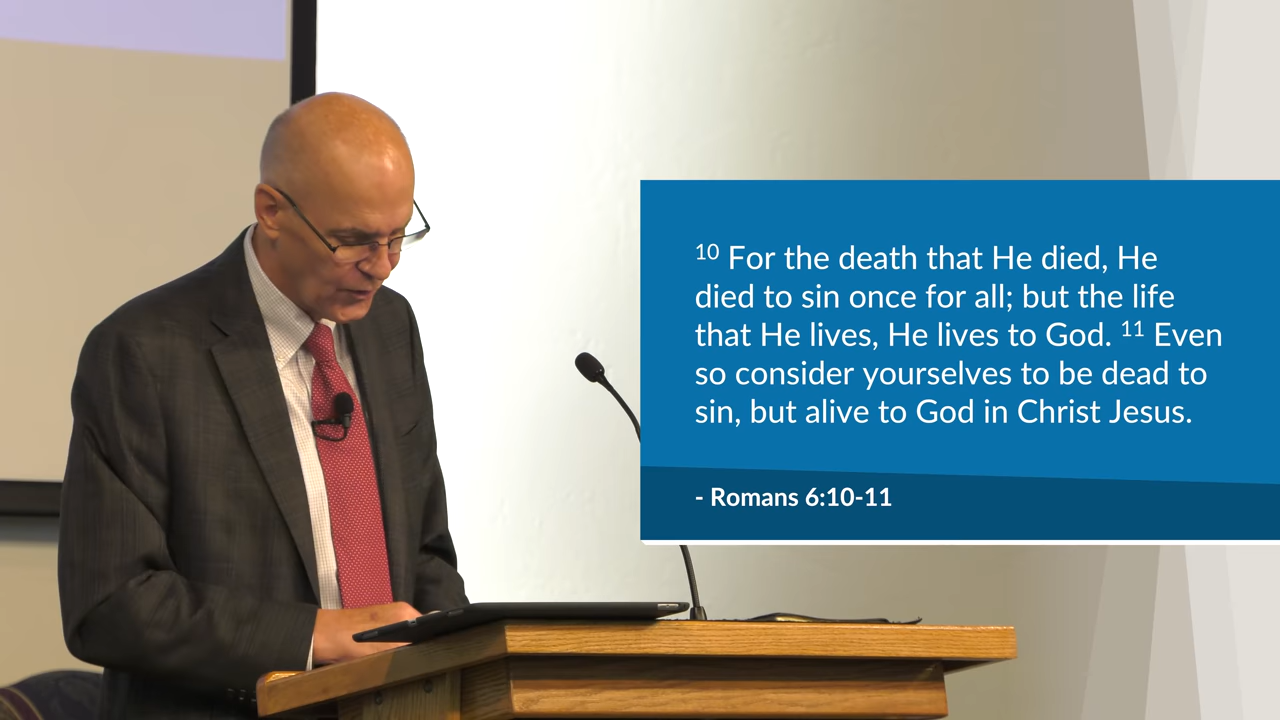 10 For the death that He died, He
died to sin once for all; but the life
that He lives, He lives to God. 11 Even
so consider yourselves to be dead to
sin, but alive to God in Christ Jesus.
- Romans 6:10-11